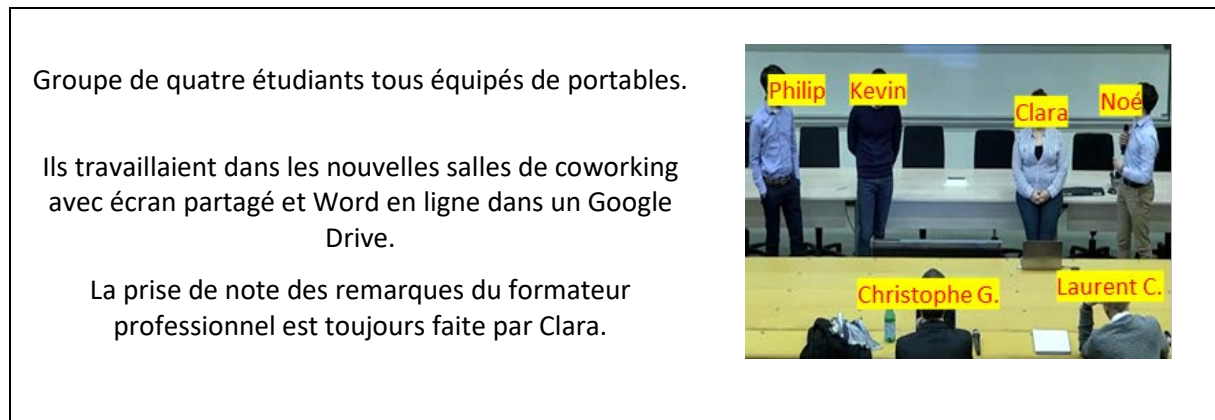 Groupe de quatre étudiants tous équipés de portables.
Ils travaillaient dans les nouvelles salles de coworking
avec écran partagé et Word en ligne dans un Google
Drive.
La prise de note des remarques du formateur
professionnel est toujours faite par Clara.
Philip
Kevin
Clara
Noé
Christophe G.
Laurent C.